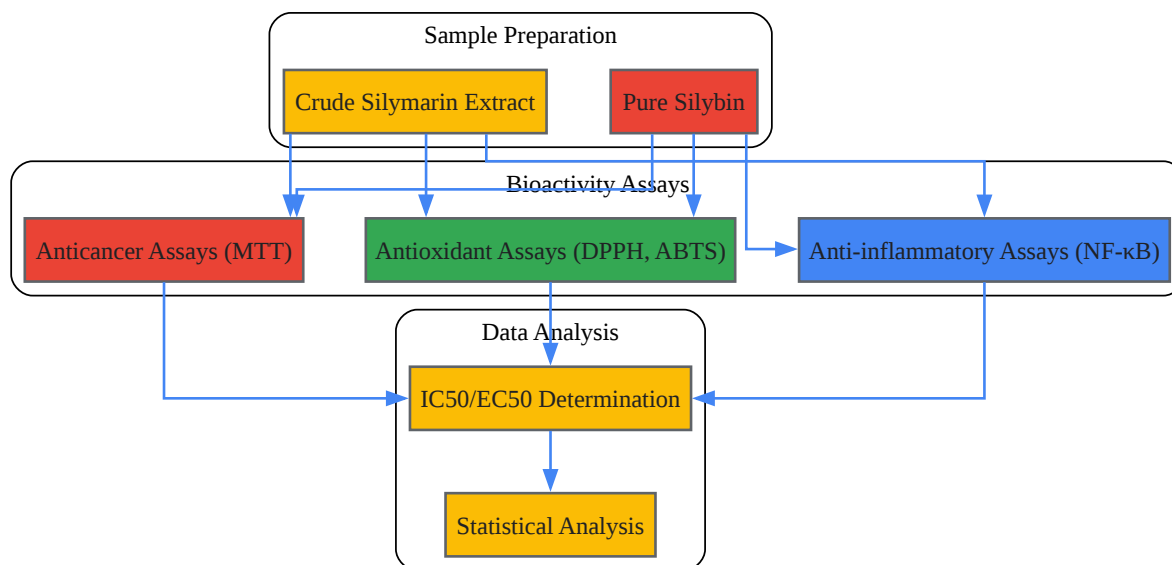 Sample Preparation
Crude Silymarin Extract
Pure Silybin
Bioactivity Assays
Anticancer Assays (MTT)
Antioxidant Assays (DPPH, ABTS)
Anti-inflammatory Assays (NF-κB)
Data Analysis
IC50/EC50 Determination
Statistical Analysis